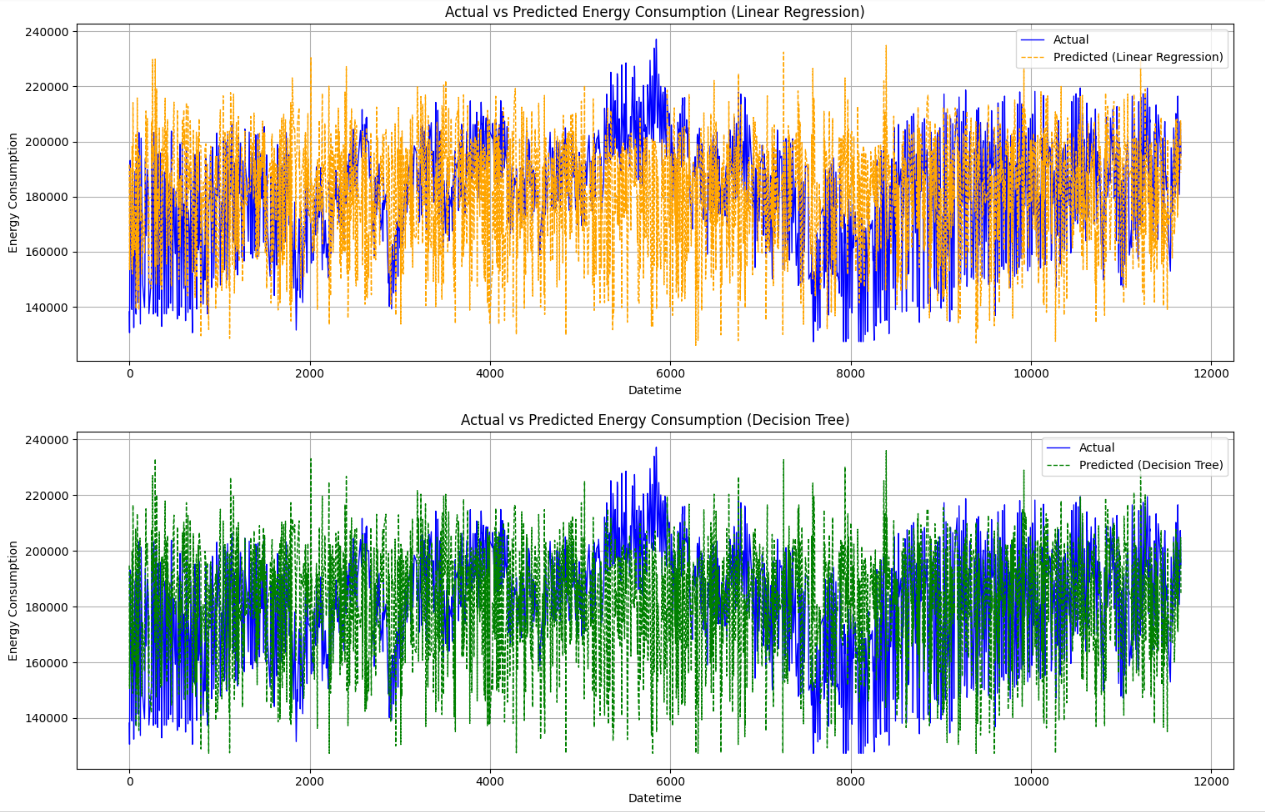 Actual vs Predicted Energy Consumption (Linear Regression)
240000
220000
200000
180000
160000
140000
Energy Consumption
Actual
Predicted (Linear Regression)
0 2000 4000 6000 8000 10000 12000
Datetime
Actual vs Predicted Energy Consumption (Decision Tree)
240000
220000
200000
180000
160000
140000
Energy Consumption
Actual
Predicted (Decision Tree)
0 2000 4000 6000 8000 10000 12000
Datetime